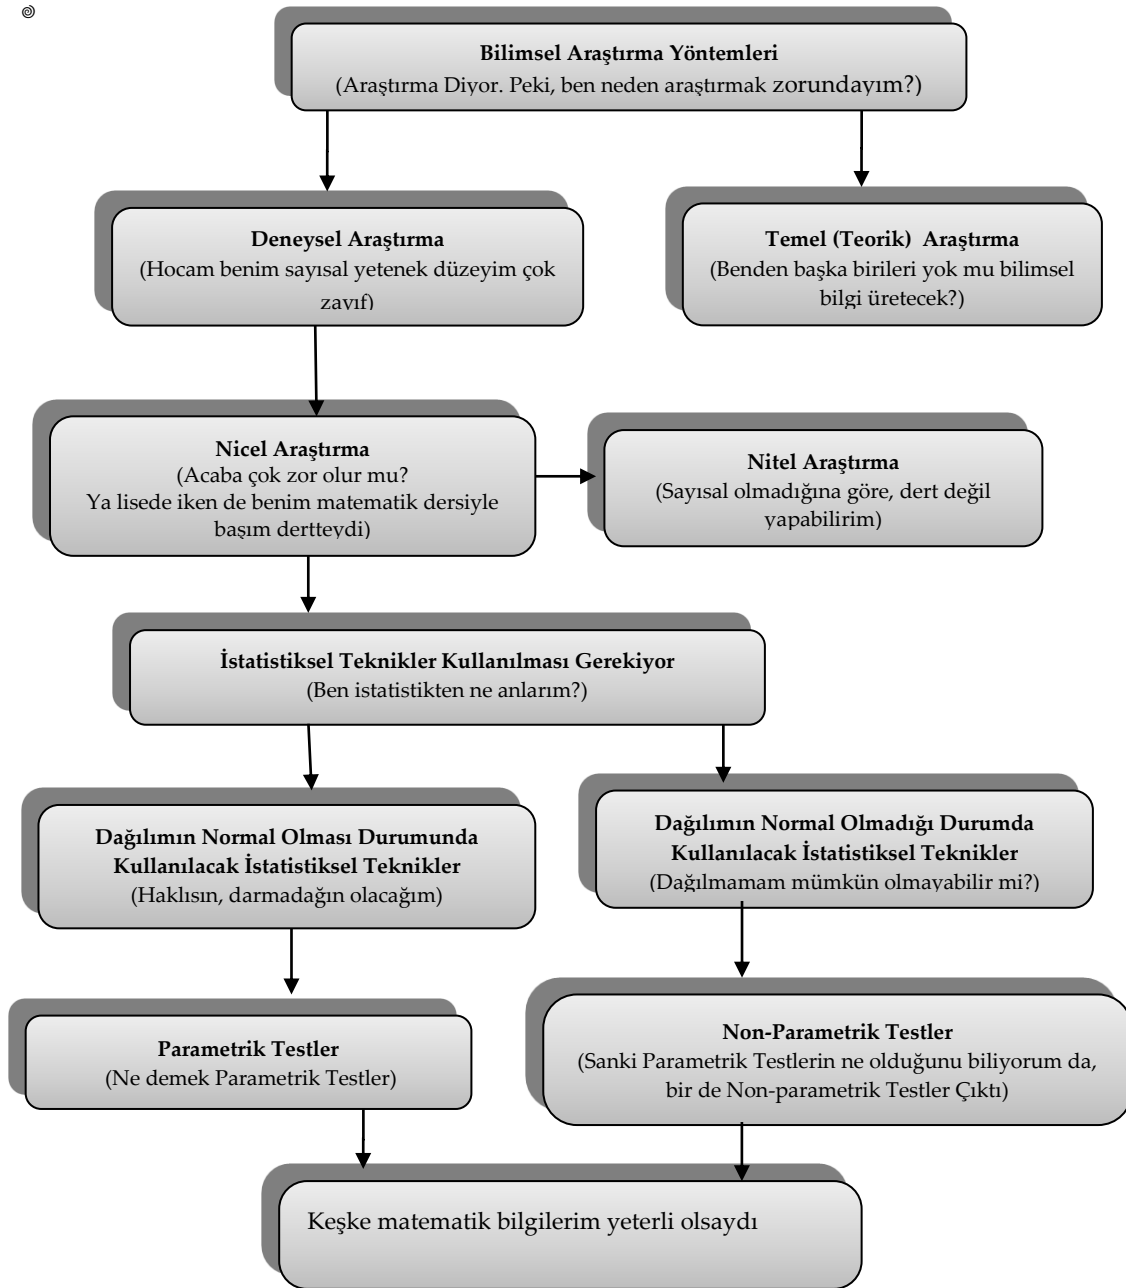 Bilimsel Araştırma Yöntemleri
(Araştırma Diyor. Peki, ben neden araştırmak zorundayım?)
Deneysel Araştırma
(Hocam benim sayısal yetenek düzeyim çok
zayıf)
Temel (Teorik) Araştırma
(Benden başka birileri yok mu bilimsel
bilgi üretecek?)
Nicel Araştırma
(Acaba çok zor olur mu?
Ya lisede iken de benim matematik dersiyle
başım dertteydi)
Nitel Araştırma
(Sayısal olmadığına göre, dert değil
yapabilirim)
İstatistiksel Teknikler Kullanılması Gerekiyor
(Ben istatistikten ne anlarım?)
Dağılımın Normal Olması Durumunda
Kullanılacak İstatistiksel Teknikler
(Haklısın, darmadağın olacağım)
Dağılımın Normal Olmadığı Durumda
Kullanılacak İstatistiksel Teknikler
(Dağılmamam mümkün olmayabilir mi?)
Parametrik Testler
(Ne demek Parametrik Testler)
Non-Parametrik Testler
(Sanki Parametrik Testlerin ne olduğunu biliyorum da,
bir de Non-parametrik Testler Çıktı)
Keşke matematik bilgilerim yeterli olsaydı